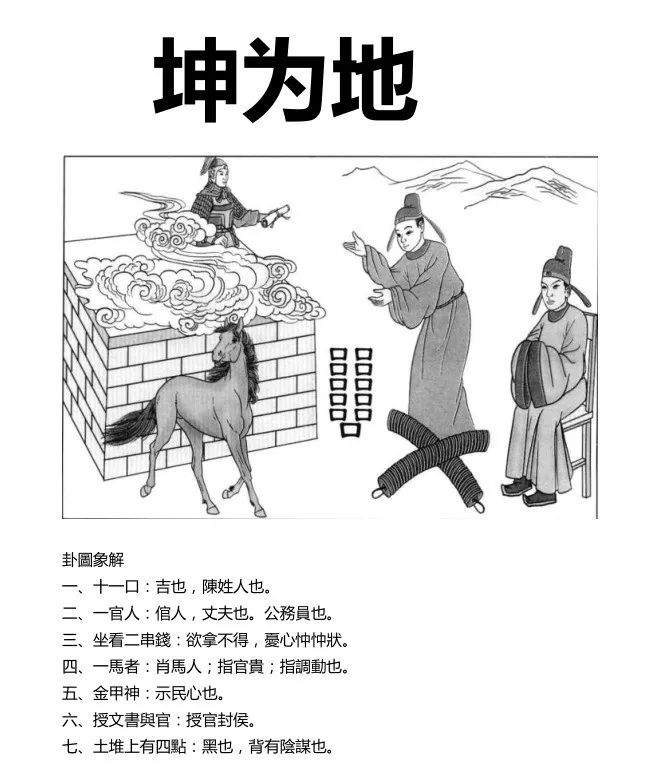 坤为地
卦圖象解
一、十一口：吉也，陳姓人也。
二、一官人：倌人，丈夫也。公務員也。
三、坐看二串錢：欲拿不得，憂心忡忡狀。
四、一馬者：肖馬人；指官貴；指調動也。
五、金甲神：示民心也。
六、授文書與官：授官封侯。
七、土堆上有四點：黑也，背有陰謀也。